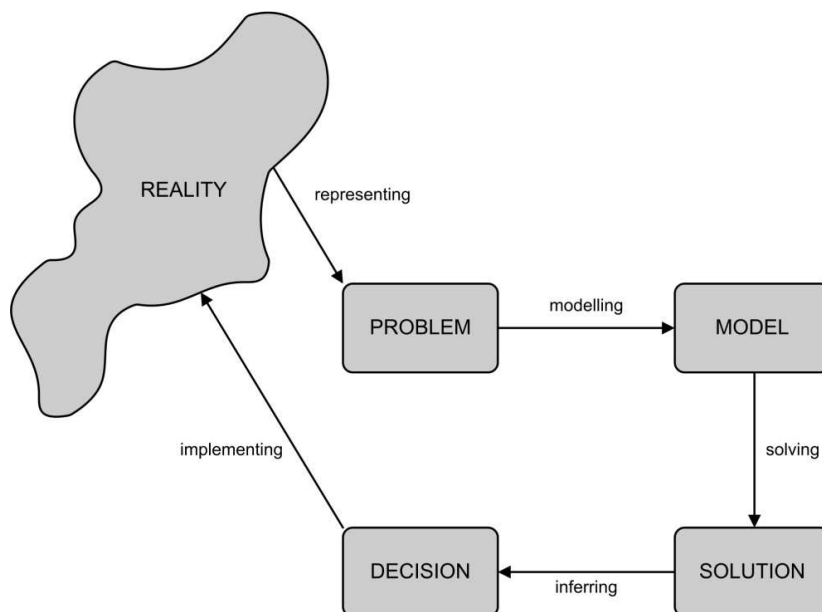 REALITY
representing
PROBLEM
modelling
MODEL
solving
SOLUTION
inferring
DECISION
implementing